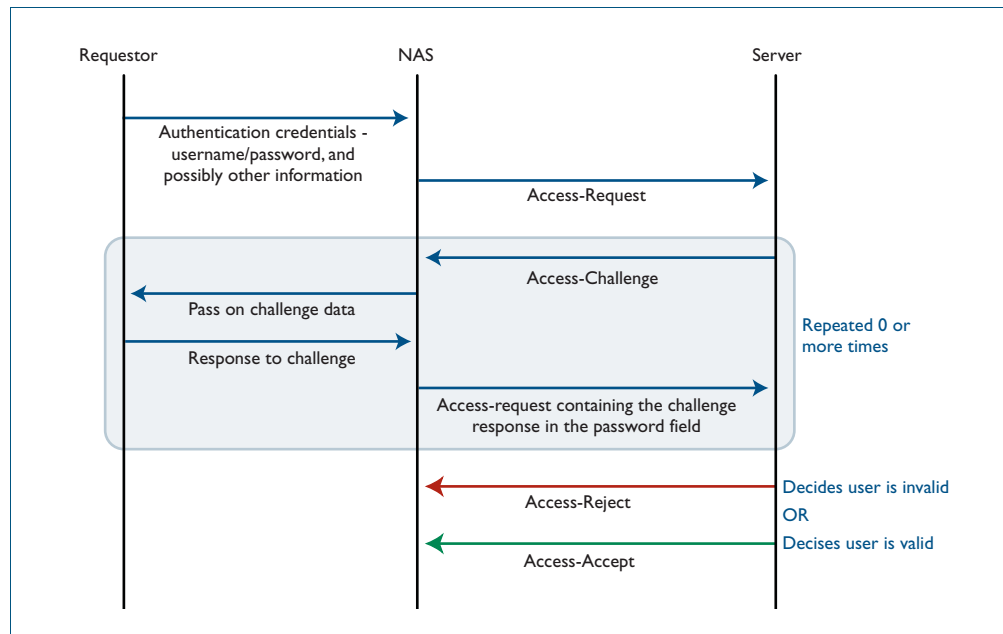 Requestor
NAS
Server
Authentication credentials -
username/password, and
possibly other information
Access-Request
Access-Challenge
Pass on challenge data
Repeated 0 or
more times
Response to challenge
Access-request containing the challenge
response in the password field
Decides user is invalid
Access-Reject
OR
Decises user is valid
Access-Accept